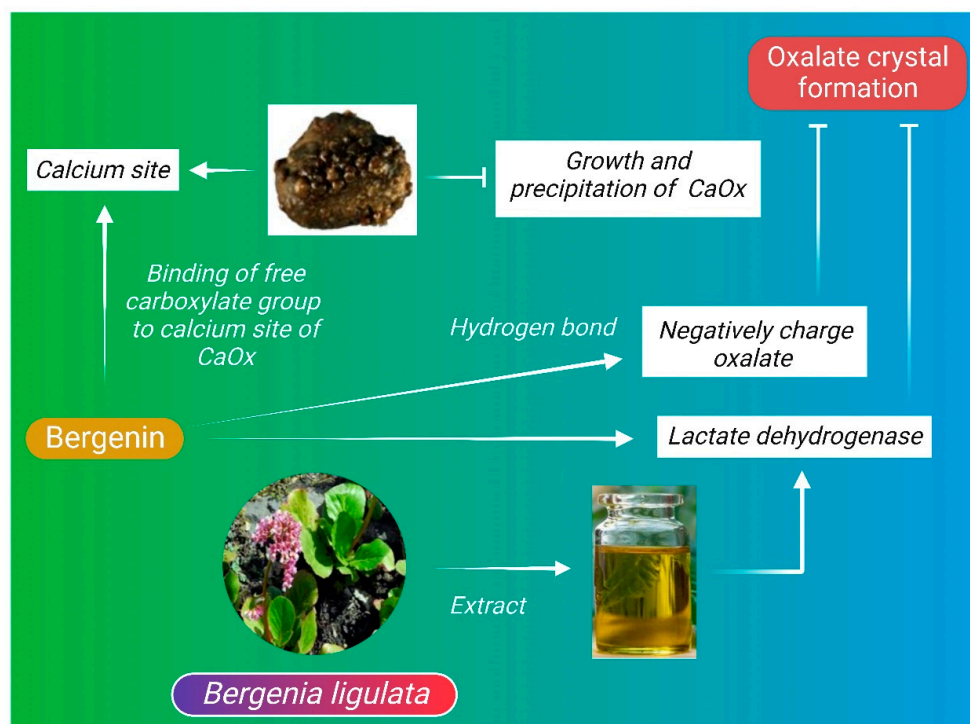 Oxalate crystal
formation
Calcium site
Growth and
precipitation of CaOx
Binding of free
carboxylate group
to calcium site of
CaOx
Hydrogen bond
Negatively charge
oxalate
Bergenin
Lactate dehydrogenase
Extract
Bergenia ligulata